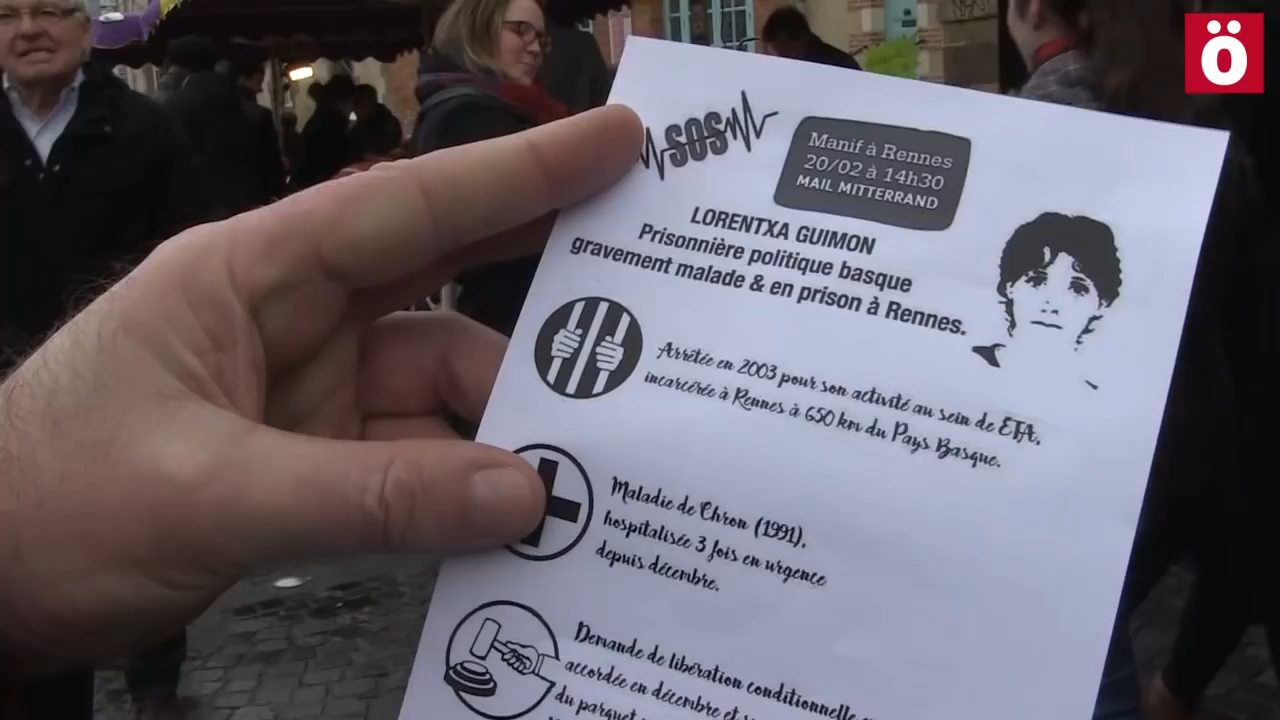 Ö
SOS
Manif à Rennes
20/02 à 14h30
MAIL MITTERRAND
LORENTXA GUIMON
Prisonnière politique basque
gravement malade & en prison à Rennes.
Arrêtée en 2003 pour son activité au sein de ETA,
incarcérée à Rennes à 650 km du Pays Basque.
Maladie de Chron (1991),
hospitalisée 3 fois en urgence
depuis décembre.
Demande de libération conditionnelle
accordée en décembre et
du parquet